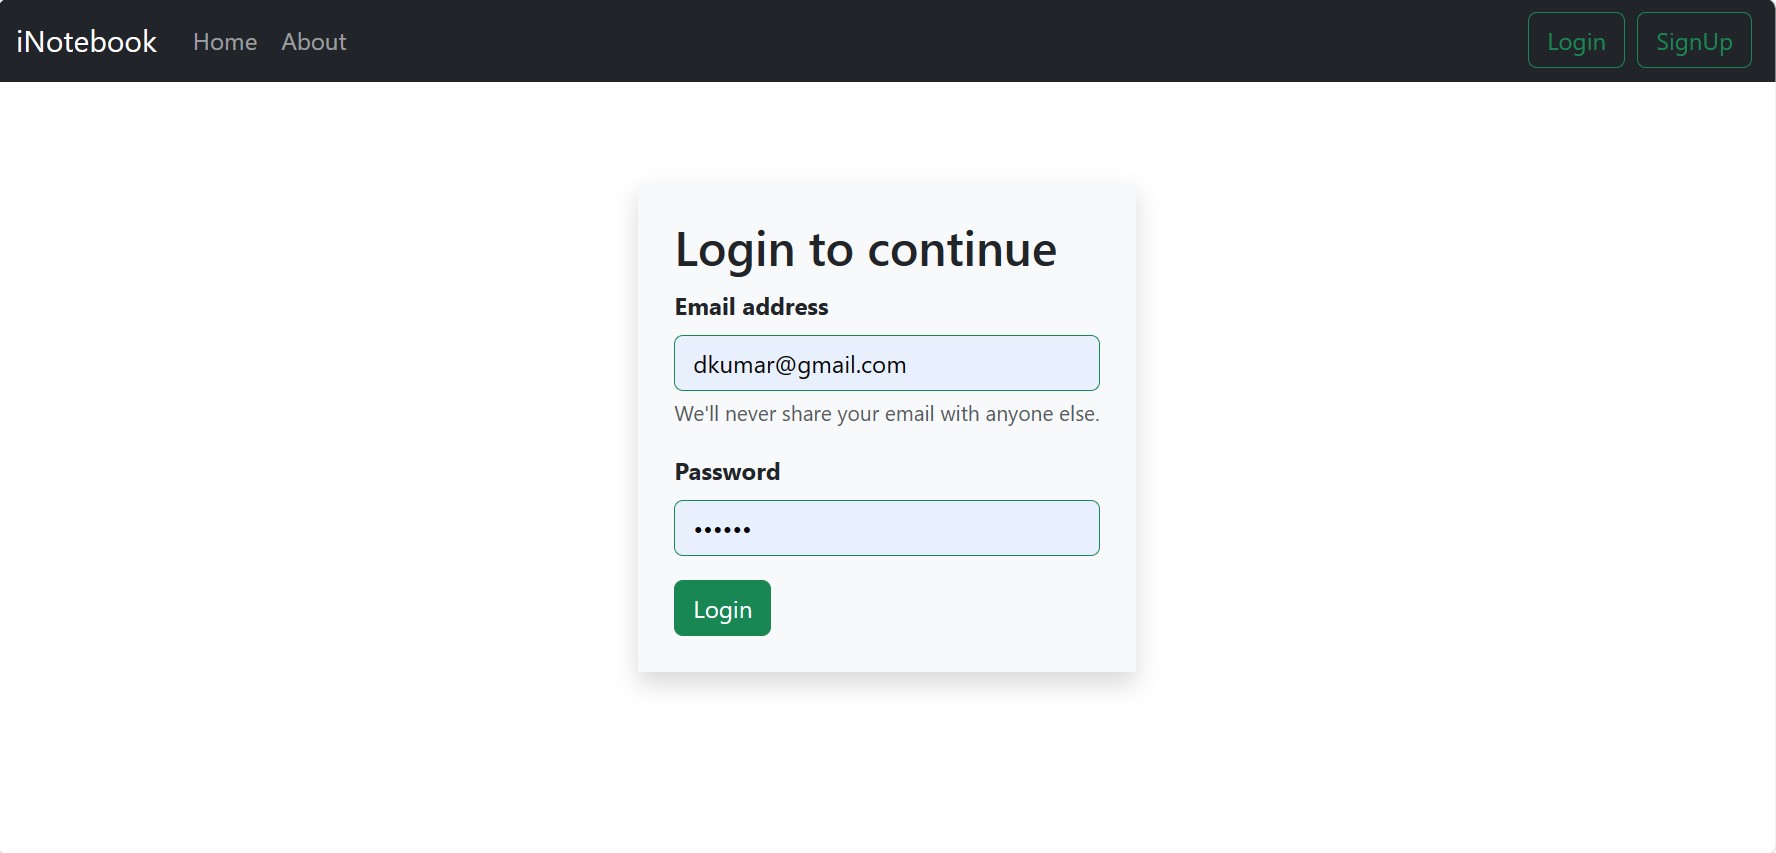 iNotebook Home About Login SignUp
Login to continue
Email address
dkumar@gmail.com
We'll never share your email with anyone else.
Password
••••••
Login